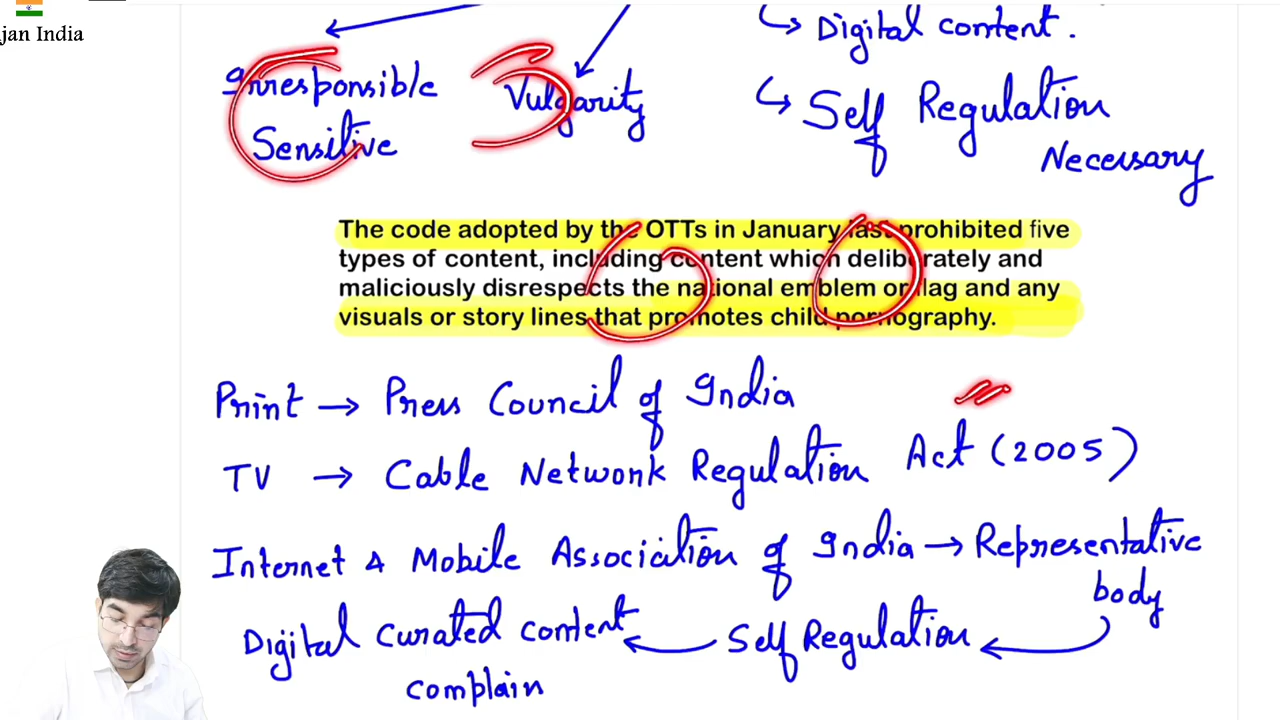 jan India
Digital content.
Irresponsible
Sensitive
Vulgarity
Self Regulation
Necessary
The code adopted by the OTTs in January last prohibited five
types of content, including content which deliberately and
maliciously disrespects the national emblem or flag and any
visuals or story lines that promotes child pornography.
Print → Press Council of India
TV → Cable Network Regulation Act (2005)
Internet & Mobile Association of India → Representative
body
Digital curated content ← Self Regulation ←
complain